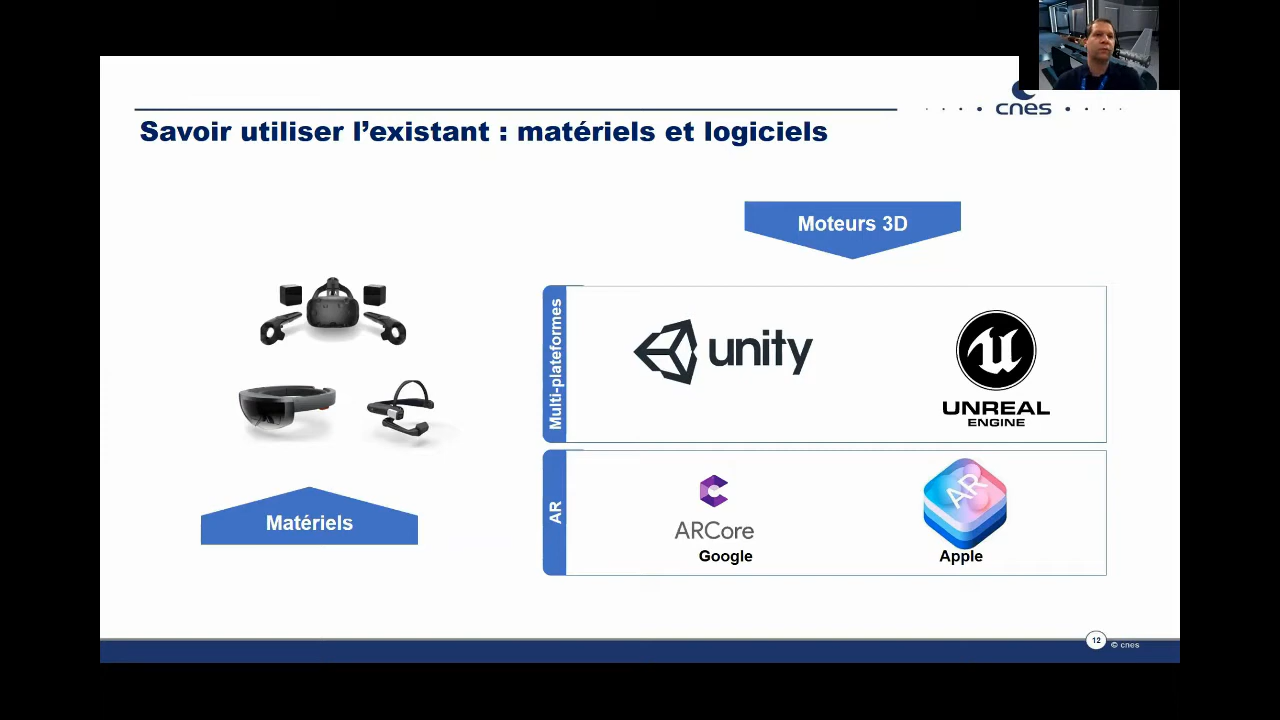 cnes
Savoir utiliser l’existant : matériels et logiciels
Moteurs 3D
Multi-plateformes
unity
UNREAL
ENGINE
Matériels
AR
ARCore
Google
AR
Apple
12
© cnes